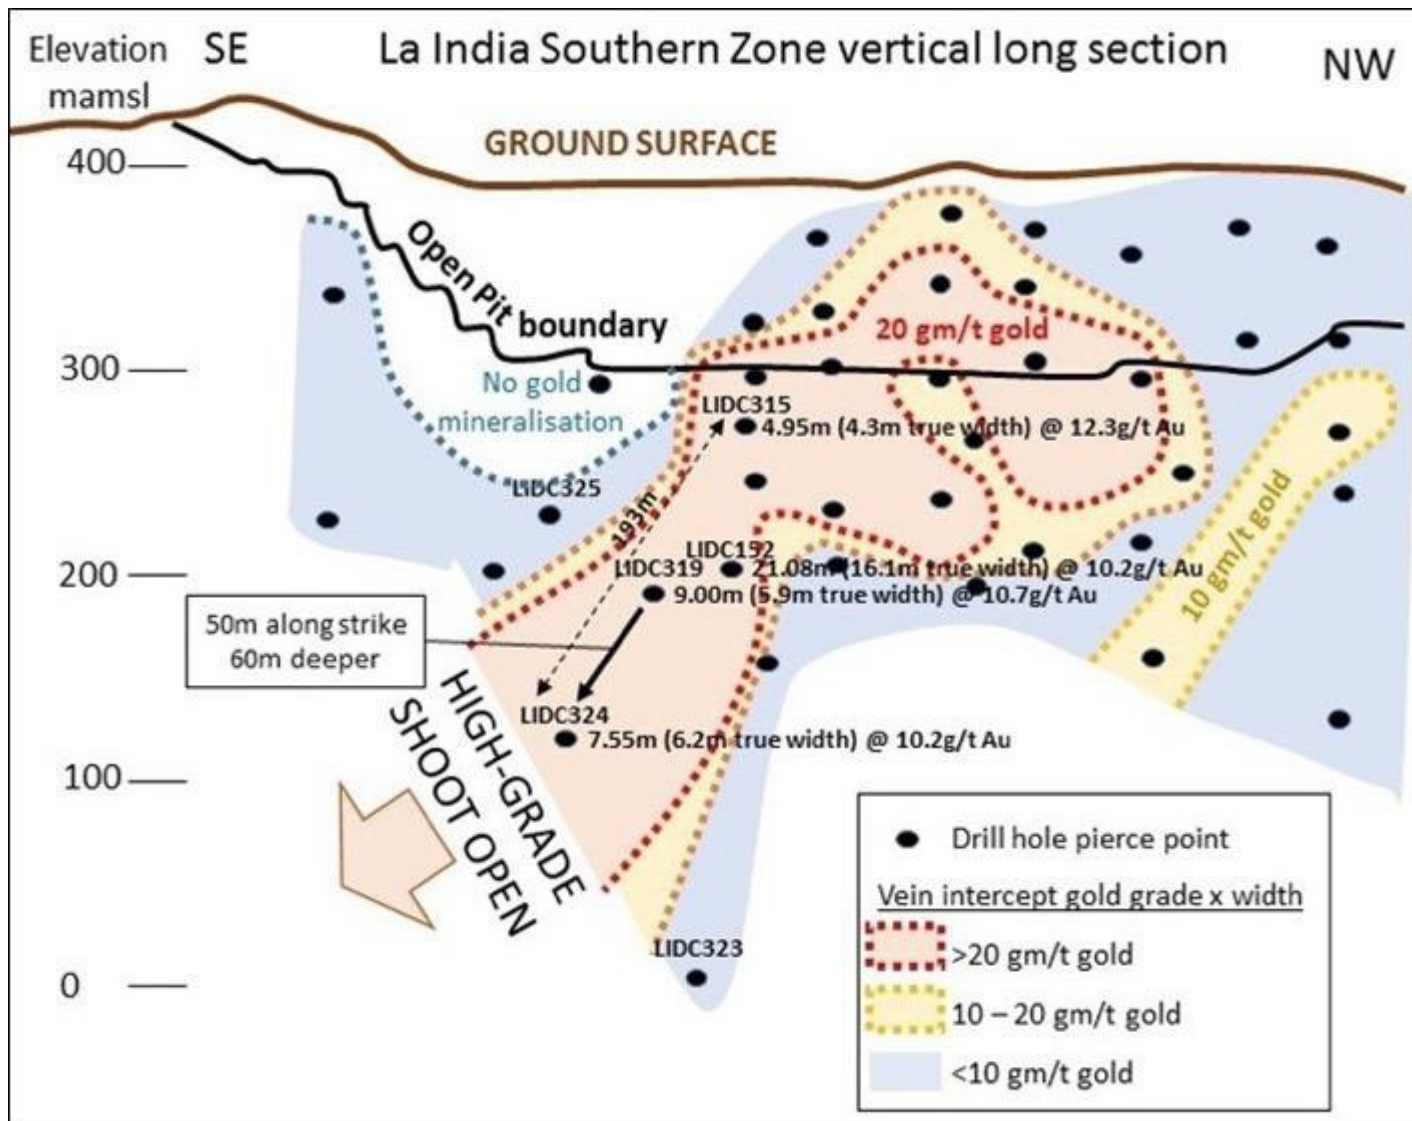 Elevation
mamsl
SE
La India Southern Zone vertical long section
NW
GROUND SURFACE
400
Open Pit
boundary
20 gm/t gold
300
No gold
mineralisation
LIDC315
4.95m (4.3m true width) @ 12.3g/t Au
LIDC325
193m
10 gm/t gold
LIDC152
200
LIDC319
21.08m (16.1m true width) @ 10.2g/t Au
9.00m (5.9m true width) @ 10.7g/t Au
50m along strike
60m deeper
LIDC324
7.55m (6.2m true width) @ 10.2g/t Au
HIGH-GRADE
SHOOT OPEN
100
LIDC323
0
Drill hole pierce point
Vein intercept gold grade x width
>20 gm/t gold
10 – 20 gm/t gold
<10 gm/t gold